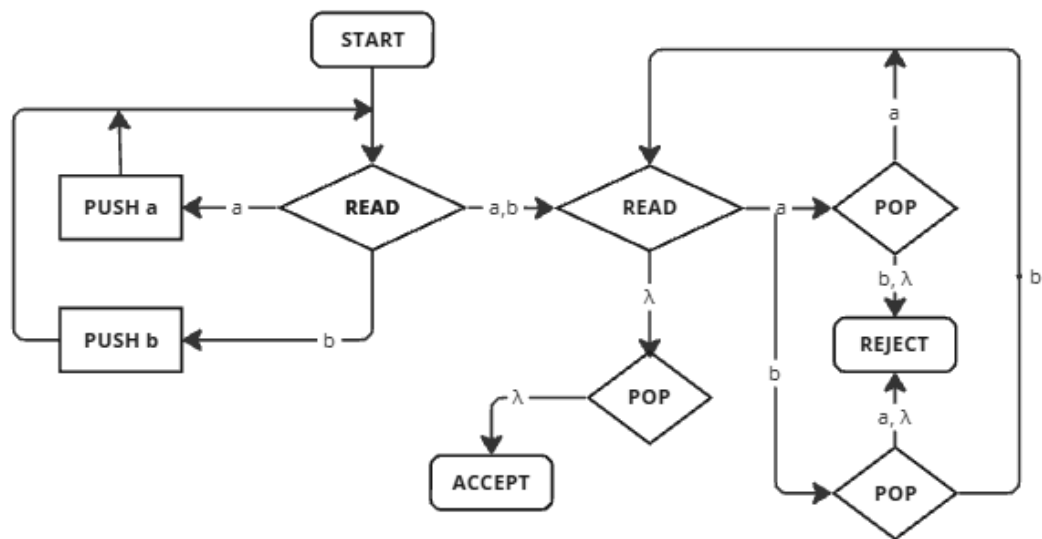 START
a
PUSH a
a
READ
a,b
READ
a
POP
b, λ
b
λ
REJECT
PUSH b
b
b
POP
a, λ
λ
ACCEPT
POP